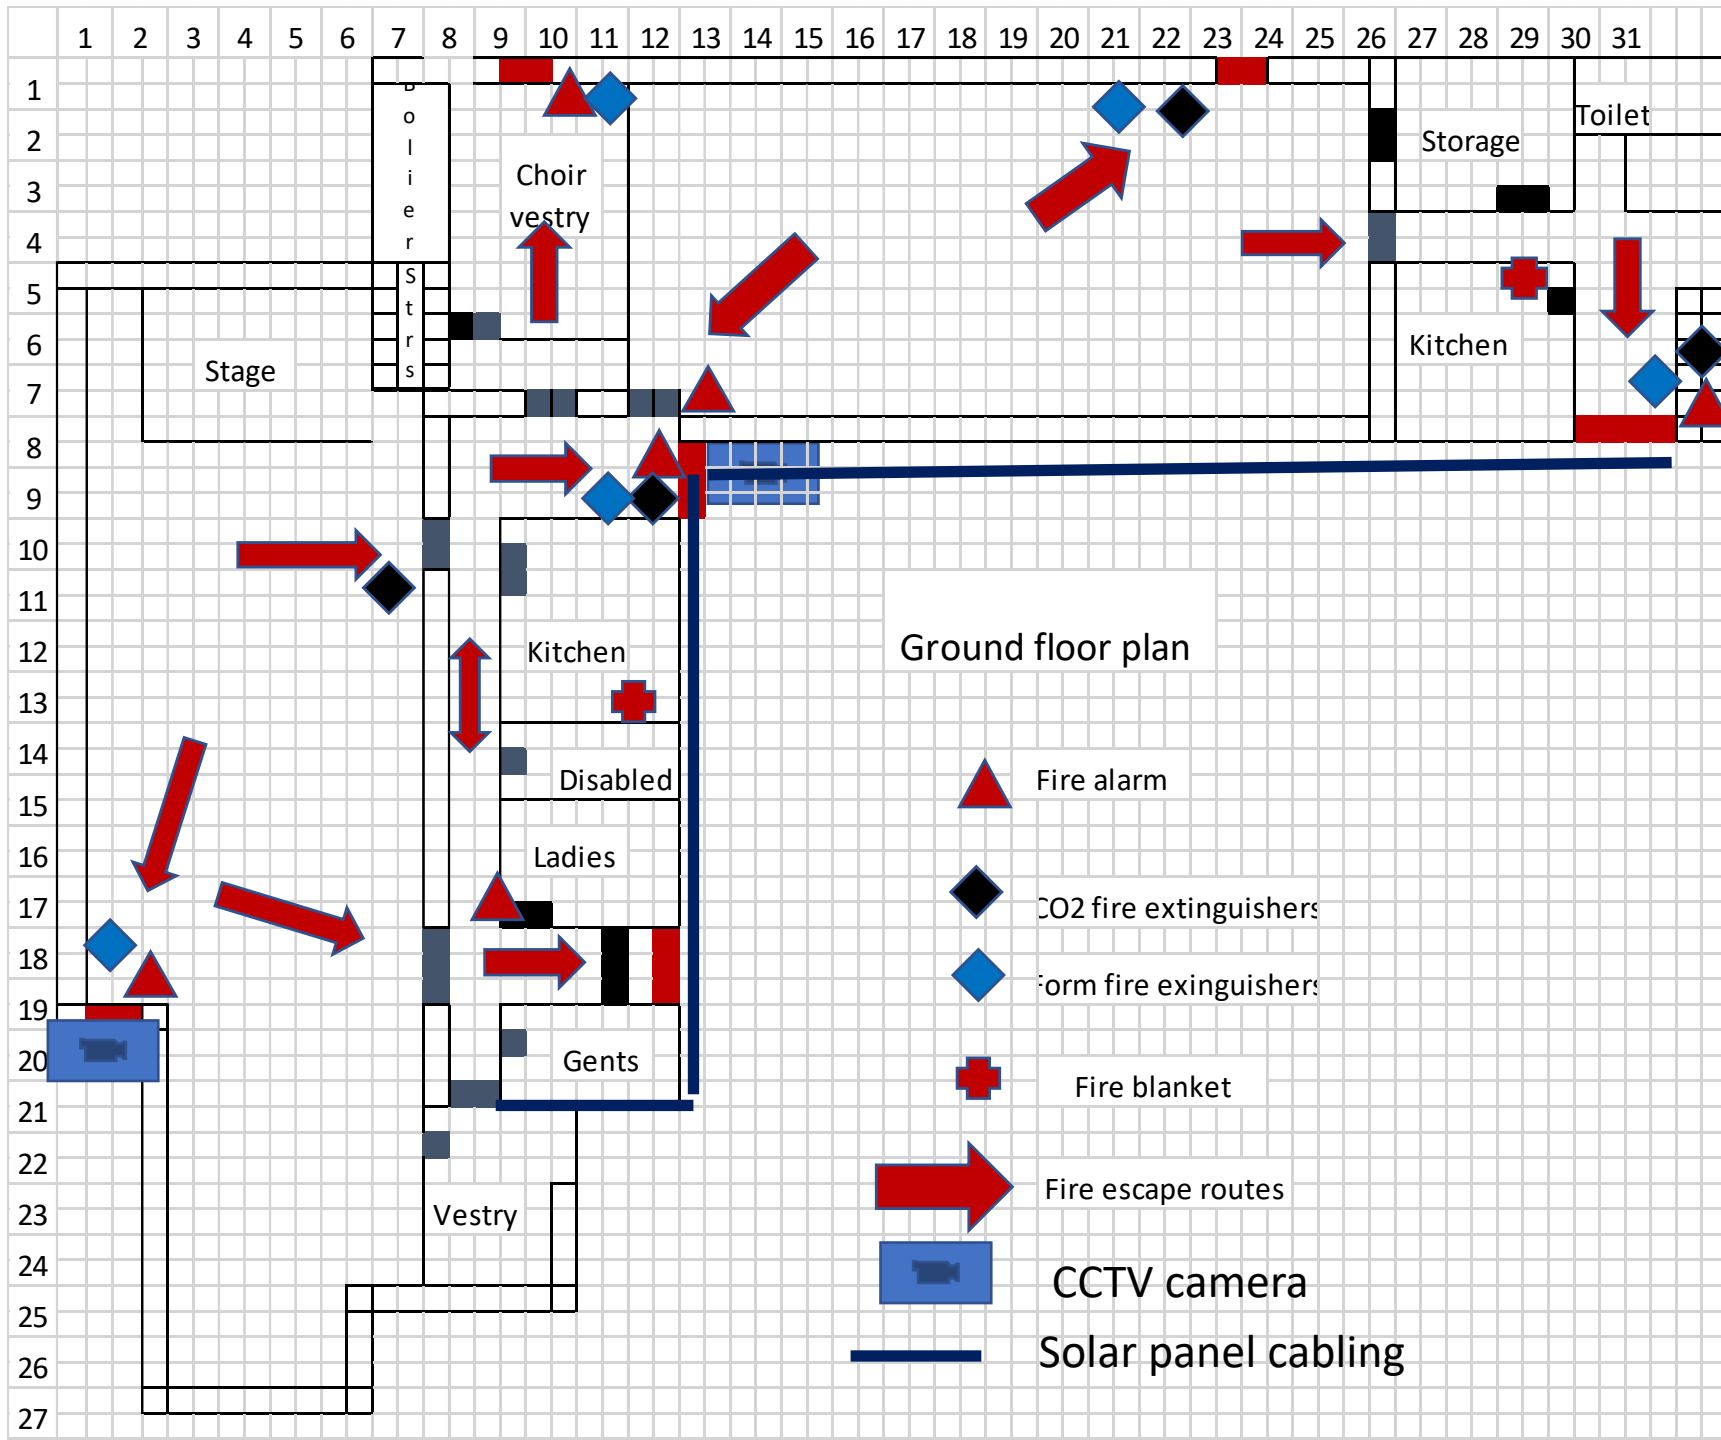 1 2 3 4 5 6 7 8 9 10 11 12 13 14 15 16 17 18 19 20 21 22 23 24 25 26 27 28 29 30 31
1
2
3
4
5
6
7
8
9
10
11
12
13
14
15
16
17
18
19
20
21
22
23
24
25
26
27
Boiler
Strs
Choir
vestry
Stage
Storage
Toilet
Kitchen
Kitchen
Disabled
Ladies
Gents
Vestry
Ground floor plan
Fire alarm
CO2 fire extinguishers
Form fire exinguishers
Fire blanket
Fire escape routes
CCTV camera
Solar panel cabling